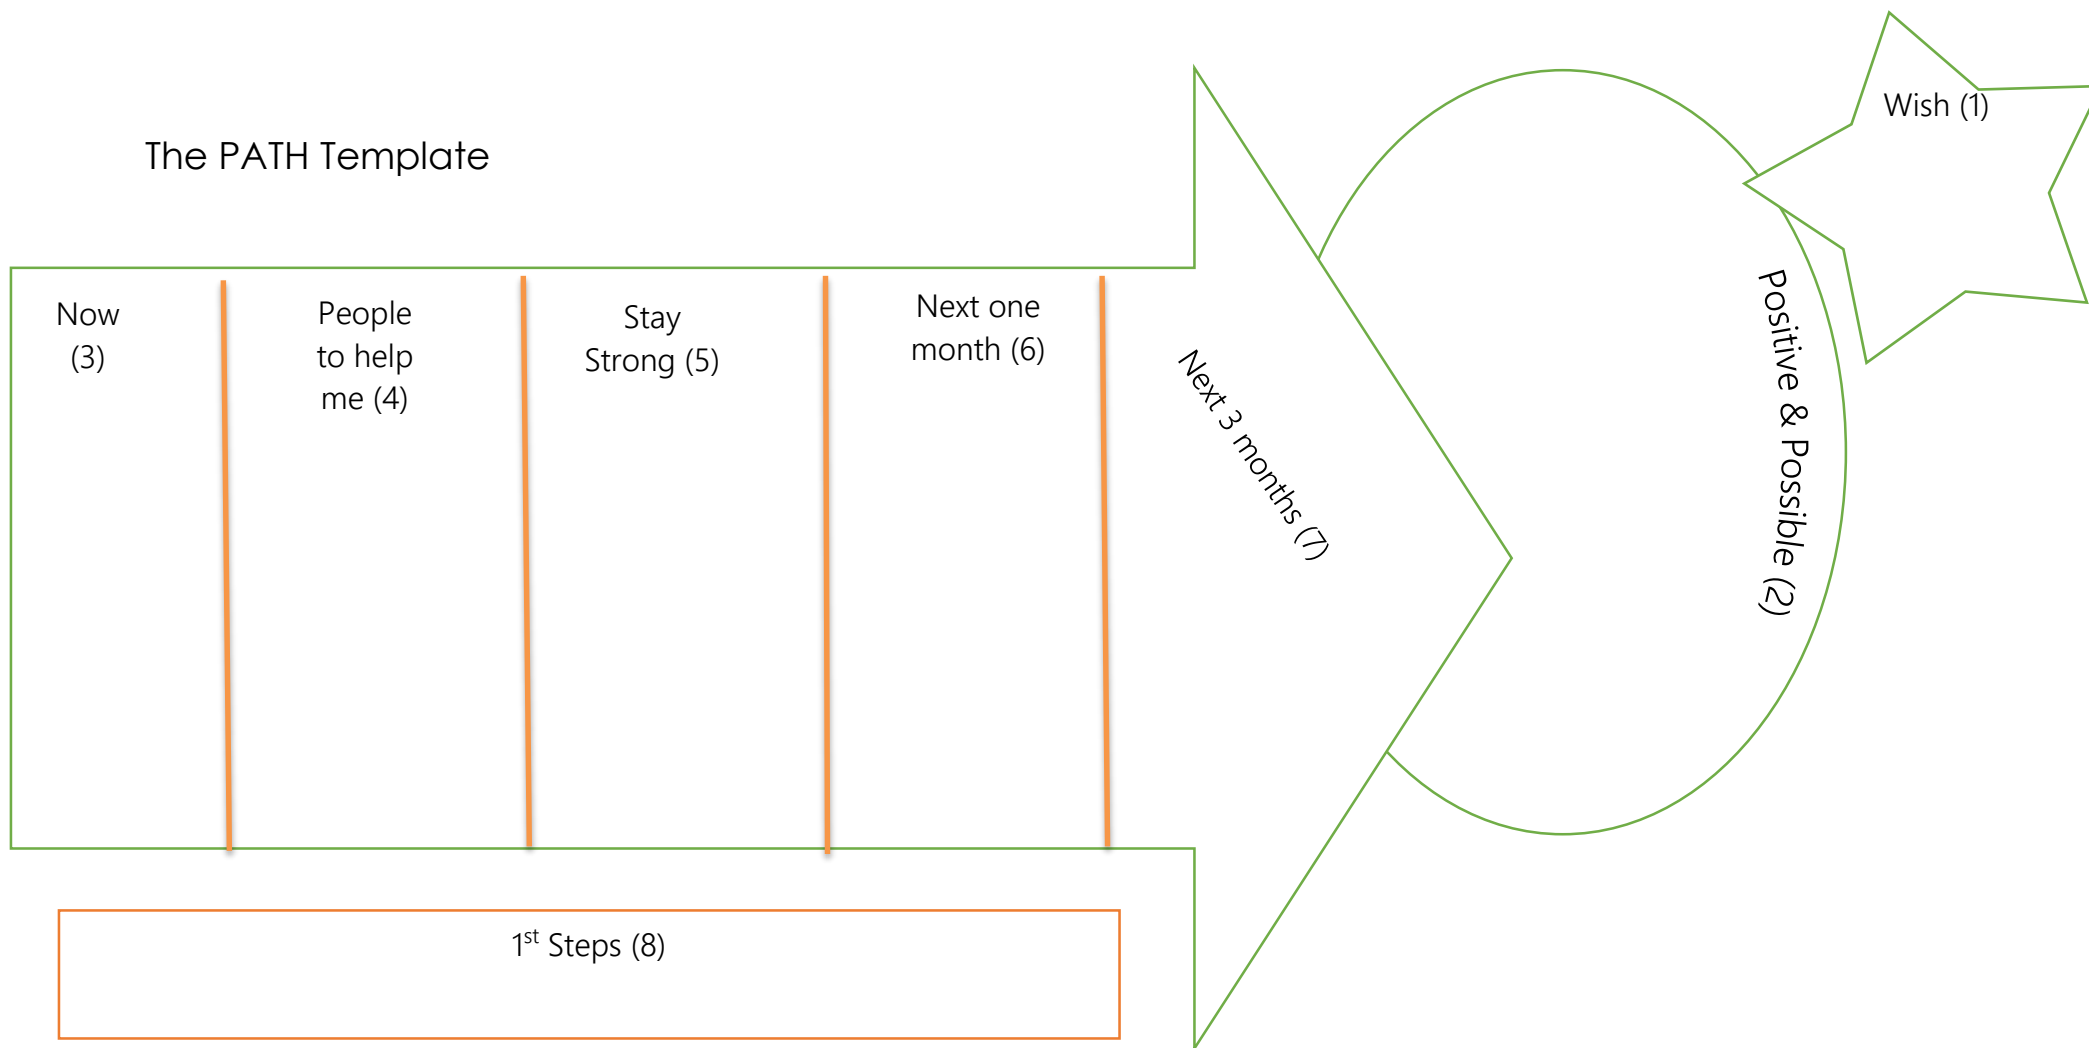 The PATH Template
Wish (1)
Now
(3)
People
to help
me (4)
Stay
Strong (5)
Next one
month (6)
Next 3 months (7)
Positive & Possible (2)
1st Steps (8)